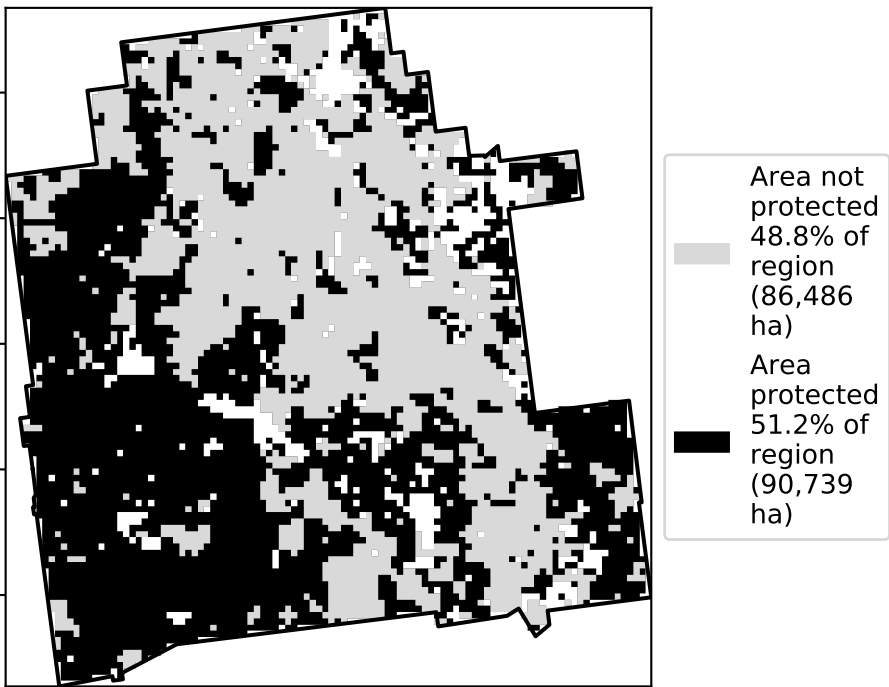 Area not
protected
48.8% of
region
(86,486
ha)
Area
protected
51.2% of
region
(90,739
ha)